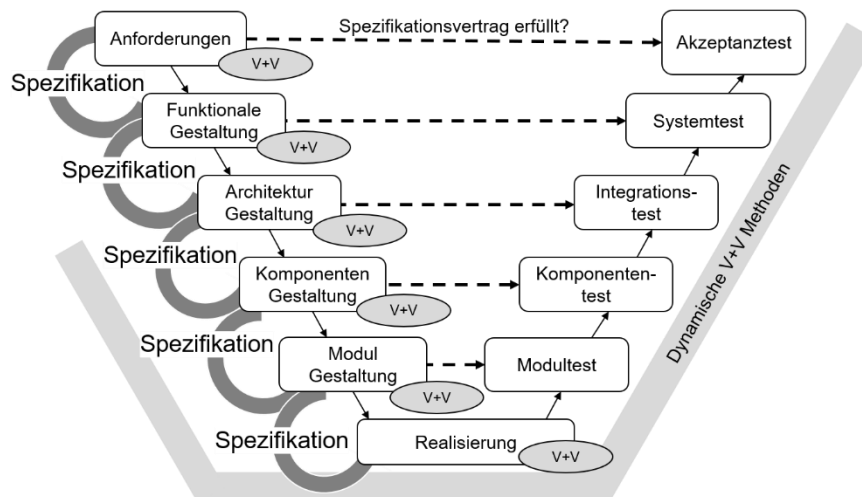 Anforderungen
Spezifikationsvertrag erfüllt?
Akzeptanztest
V+V
Spezifikation
Funktionale
Gestaltung
Systemtest
V+V
Spezifikation
Architektur
Gestaltung
Integrations-
test
V+V
Spezifikation
Komponenten
Gestaltung
Komponenten-
test
V+V
Spezifikation
Modul
Gestaltung
Modultest
V+V
Spezifikation
Realisierung
V+V
Dynamische V+V Methoden